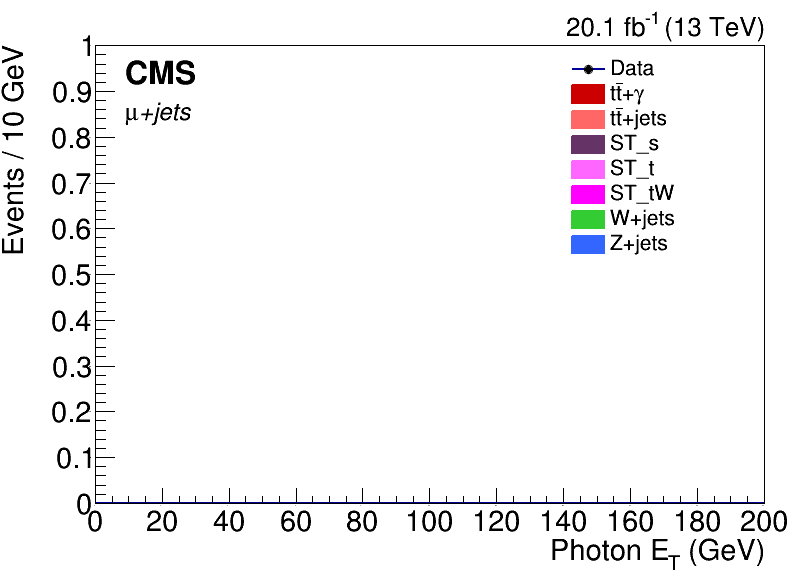 20.1 fb⁻¹ (13 TeV)
CMS
μ+jets
Data
tt̄+γ
tt̄+jets
ST_s
ST_t
ST_tW
W+jets
Z+jets
Events / 10 GeV
1
0.9
0.8
0.7
0.6
0.5
0.4
0.3
0.2
0.1
0
0 20 40 60 80 100 120 140 160 180 200
Photon E_T (GeV)